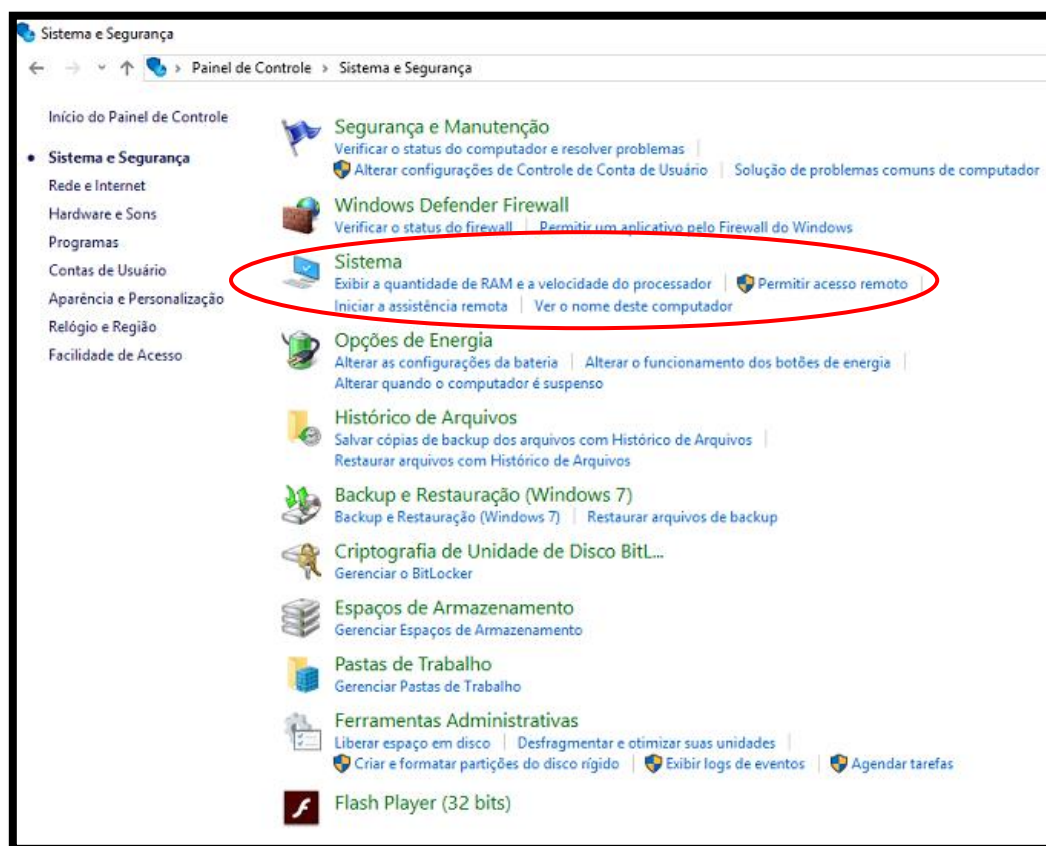 Sistema e Segurança
Painel de Controle > Sistema e Segurança
Início do Painel de Controle
Sistema e Segurança
Rede e Internet
Hardware e Sons
Programas
Contas de Usuário
Aparência e Personalização
Relógio e Região
Facilidade de Acesso
Segurança e Manutenção
Verificar o status do computador e resolver problemas
Alterar configurações de Controle de Conta de Usuário | Solução de problemas comuns de computador
Windows Defender Firewall
Verificar o status do firewall | Permitir um aplicativo pelo Firewall do Windows
Sistema
Exibir a quantidade de RAM e a velocidade do processador | Permitir acesso remoto
Iniciar a assistência remota | Ver o nome deste computador
Opções de Energia
Alterar as configurações da bateria | Alterar o funcionamento dos botões de energia
Alterar quando o computador é suspenso
Histórico de Arquivos
Salvar cópias de backup dos arquivos com Histórico de Arquivos
Restaurar arquivos com Histórico de Arquivos
Backup e Restauração (Windows 7)
Backup e Restauração (Windows 7) | Restaurar arquivos de backup
Criptografia de Unidade de Disco BitL...
Gerenciar o BitLocker
Espaços de Armazenamento
Gerenciar Espaços de Armazenamento
Pastas de Trabalho
Gerenciar Pastas de Trabalho
Ferramentas Administrativas
Liberar espaço em disco | Desfragmentar e otimizar suas unidades
Criar e formatar partições do disco rígido | Exibir logs de eventos | Agendar tarefas
Flash Player (32 bits)